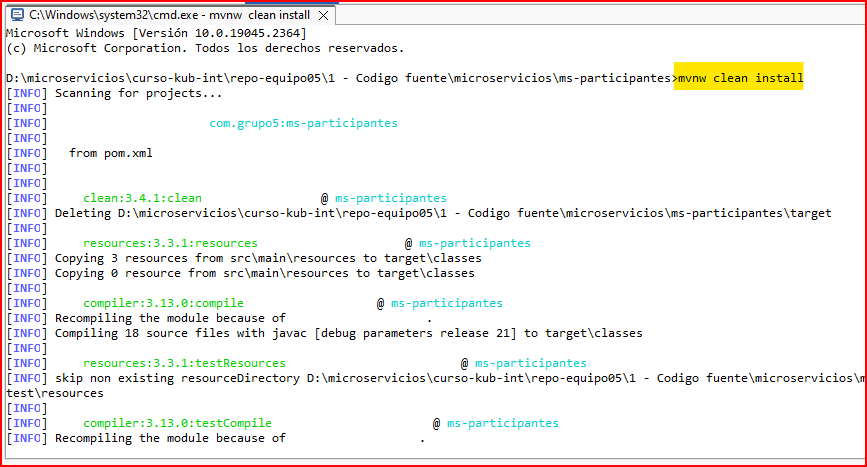 C:\Windows\system32\cmd.exe - mvnw clean install
Microsoft Windows [Versión 10.0.19045.2364]
(c) Microsoft Corporation. Todos los derechos reservados.
D:\microservicios\curso-kub-int\repo-equipo05\1 - Codigo fuente\microservicios\ms-participantes>mvnw clean install
[INFO] Scanning for projects...
[INFO]
[INFO] com.grupo5:ms-participantes
[INFO]
[INFO] from pom.xml
[INFO]
[INFO]
[INFO] clean:3.4.1:clean @ ms-participantes
[INFO] Deleting D:\microservicios\curso-kub-int\repo-equipo05\1 - Codigo fuente\microservicios\ms-participantes\target
[INFO]
[INFO] resources:3.3.1:resources @ ms-participantes
[INFO] Copying 3 resources from src\main\resources to target\classes
[INFO] Copying 0 resource from src\main\resources to target\classes
[INFO]
[INFO] compiler:3.13.0:compile @ ms-participantes
[INFO] Recompiling the module because of .
[INFO] Compiling 18 source files with javac [debug parameters release 21] to target\classes
[INFO]
[INFO] resources:3.3.1:testResources @ ms-participantes
[INFO] skip non existing resourceDirectory D:\microservicios\curso-kub-int\repo-equipo05\1 - Codigo fuente\microservicios\m
test\resources
[INFO]
[INFO] compiler:3.13.0:testCompile @ ms-participantes
[INFO] Recompiling the module because of .